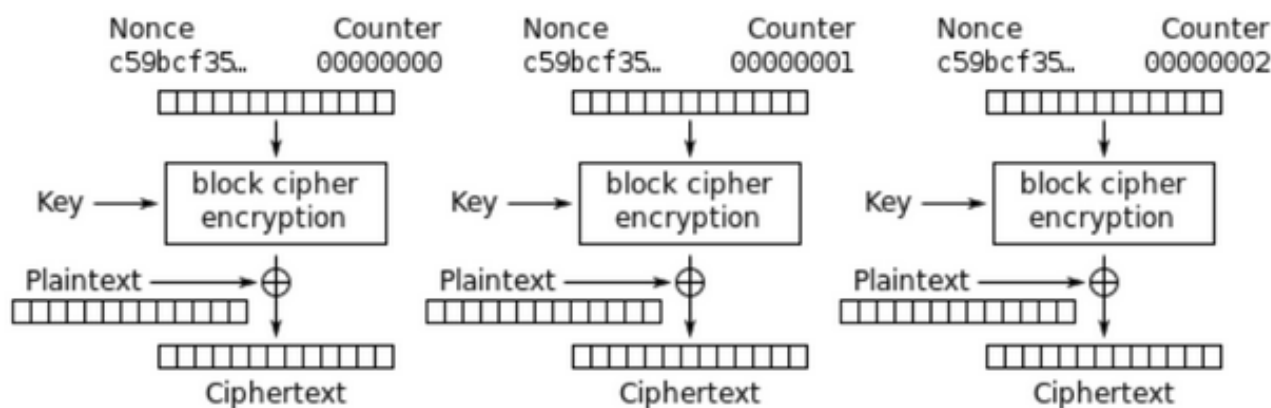 Nonce Counter Nonce Counter Nonce Counter
c59bcf35… 00000000 c59bcf35… 00000001 c59bcf35… 00000002
Key block cipher encryption Key block cipher encryption Key block cipher encryption
Plaintext Plaintext Plaintext
Ciphertext Ciphertext Ciphertext